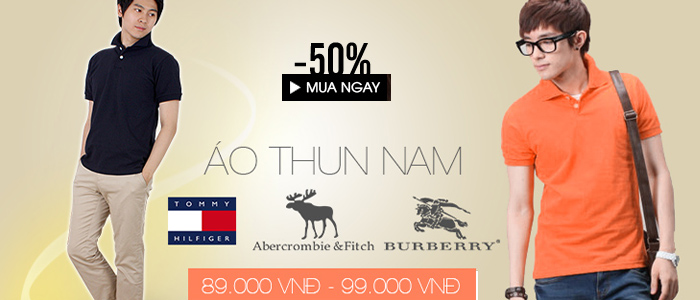 -50%
MUA NGAY
ÁO THUN NAM
TOMMY
HILFIGER
Abercrombie & Fitch
BURBERRY®
89.000 VNĐ - 99.000 VNĐ